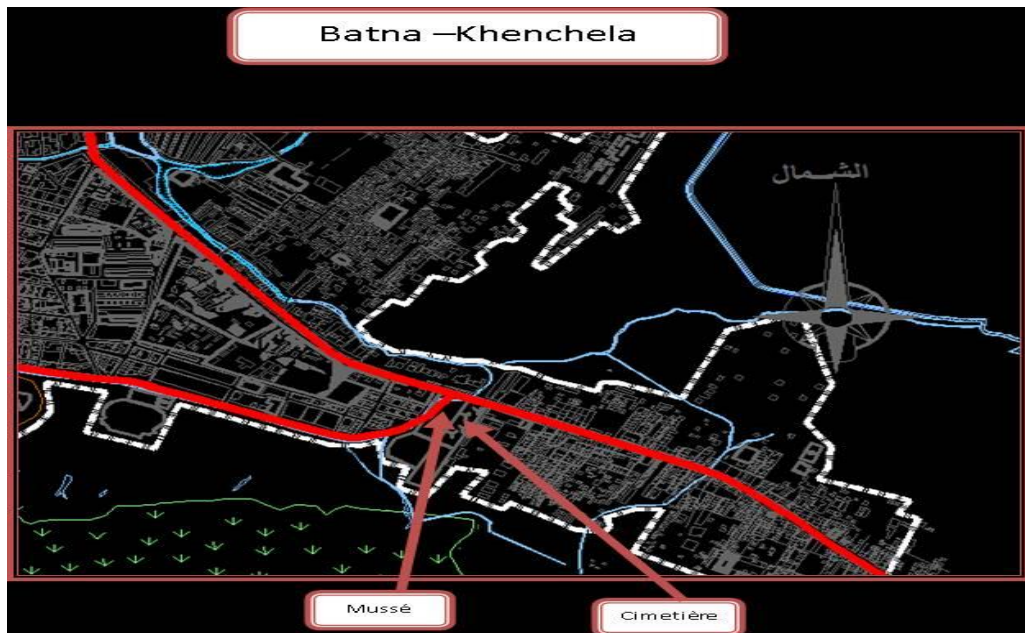 Batna –Khenchela
الشمال
Mussé
Cimetière